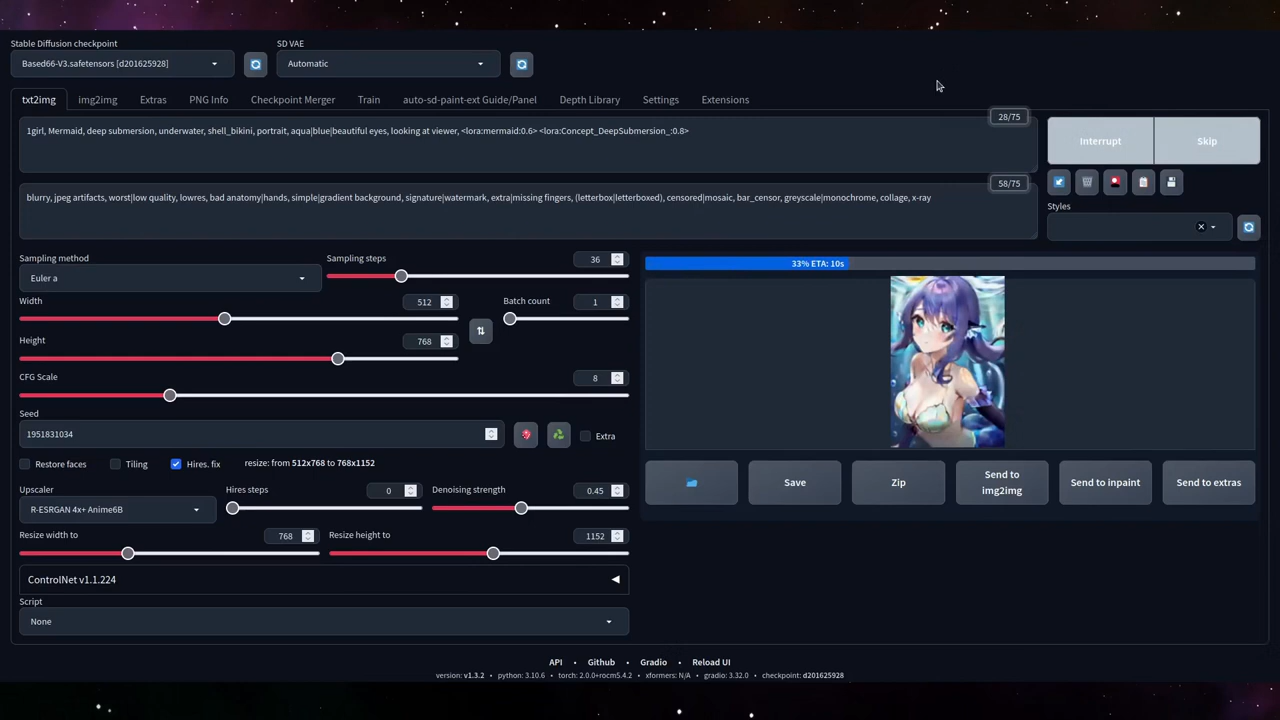 Stable Diffusion checkpoint
SD VAE
Based66-V3.safetensors [d201625928]
Automatic
txt2img
img2img
Extras
PNG Info
Checkpoint Merger
Train
auto-sd-paint-ext Guide/Panel
Depth Library
Settings
Extensions
28/75
1girl, Mermaid, deep submersion, underwater, shell_bikini, portrait, aqua|blue|beautiful eyes, looking at viewer, <lora:mermaid:0.6> <lora:Concept_DeepSubmersion_:0.8>
Interrupt
Skip
58/75
blurry, jpeg artifacts, worst|low quality, lowres, bad anatomy|hands, simple|gradient background, signature|watermark, extra|missing fingers, (letterbox|letterboxed), censored|mosaic, bar_censor, greyscale|monochrome, collage, x-ray
Styles
Sampling method
Sampling steps
36
Euler a
33% ETA: 10s
Width
512
Batch count
1
Height
768
CFG Scale
8
Seed
1951831034
Extra
Restore faces
Tiling
Hires. fix
resize: from 512x768 to 768x1152
Upscaler
Hires steps
0
Denoising strength
0.45
R-ESRGAN 4x+ Anime6B
Resize width to
768
Resize height to
1152
Save
Zip
Send to
img2img
Send to inpaint
Send to extras
ControlNet v1.1.224
Script
None
API • Github • Gradio • Reload UI
version: v1.3.2 • python: 3.10.6 • torch: 2.0.0+rocm5.4.2 • xformers: N/A • gradio: 3.32.0 • checkpoint: d201625928